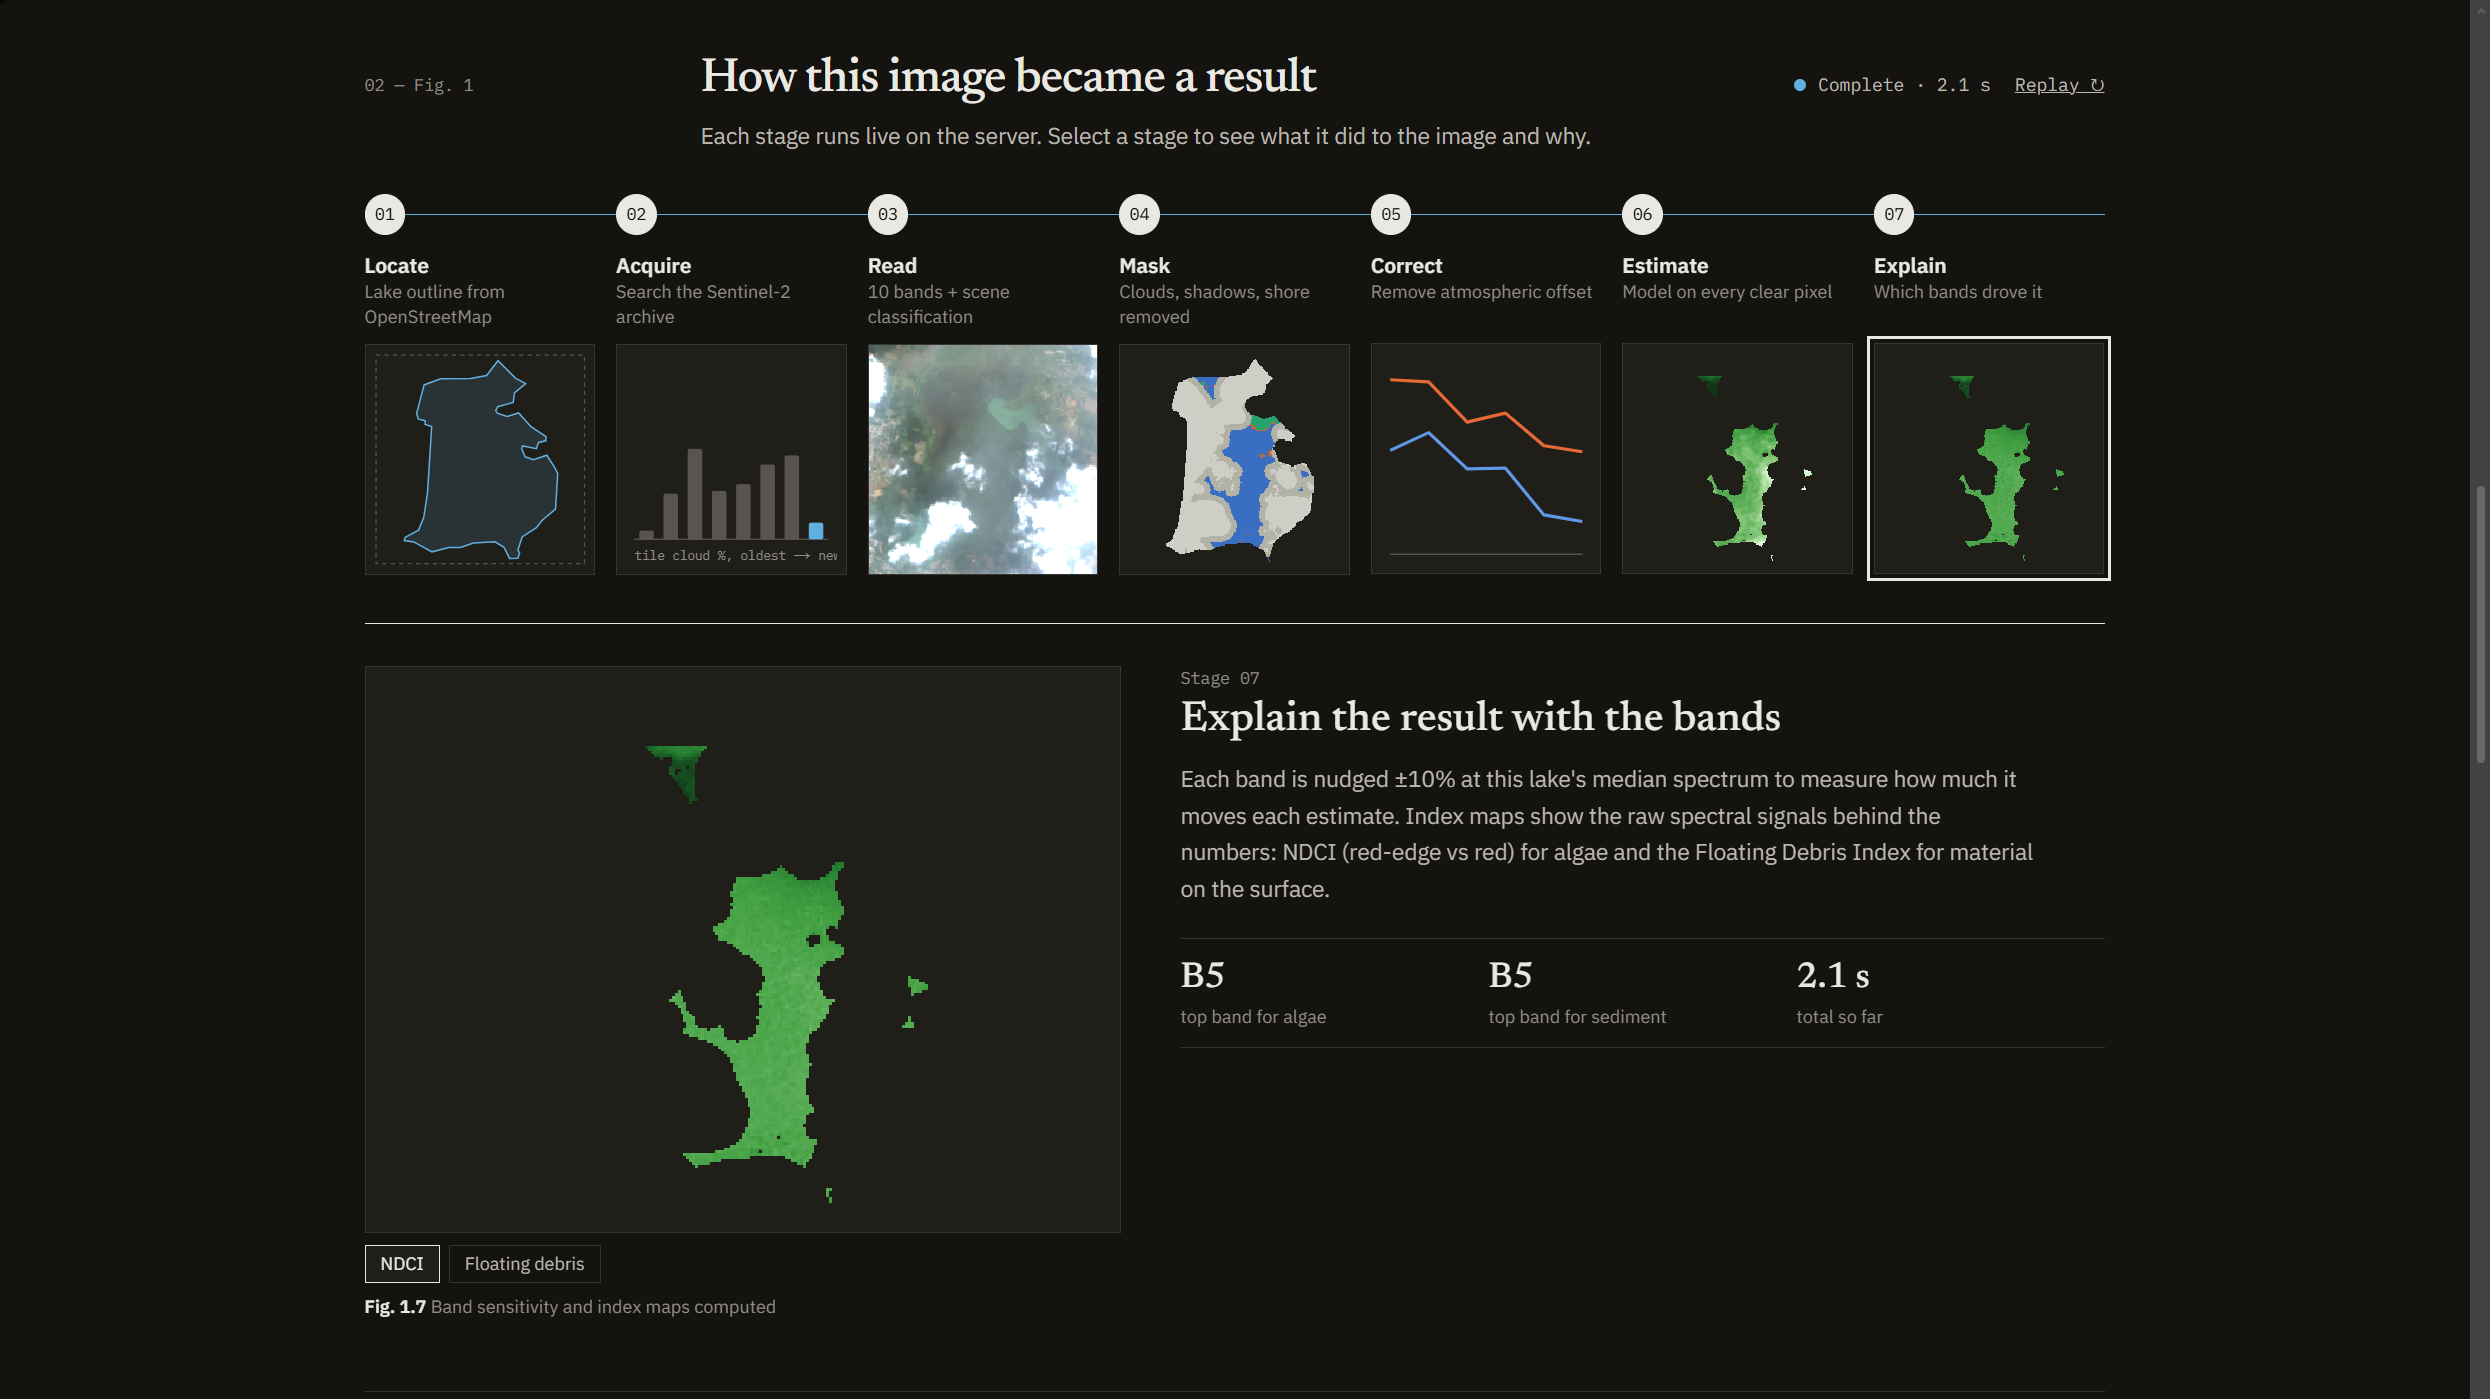 02 — Fig. 1
How this image became a result
Complete · 2.1 s Replay ↻
Each stage runs live on the server. Select a stage to see what it did to the image and why.
01
02
03
04
05
06
07
Locate
Lake outline from
OpenStreetMap
Acquire
Search the Sentinel-2
archive
Read
10 bands + scene
classification
Mask
Clouds, shadows, shore
removed
Correct
Remove atmospheric offset
Estimate
Model on every clear pixel
Explain
Which bands drove it
tile cloud %, oldest → new
Stage 07
Explain the result with the bands
Each band is nudged ±10% at this lake's median spectrum to measure how much it
moves each estimate. Index maps show the raw spectral signals behind the
numbers: NDCI (red-edge vs red) for algae and the Floating Debris Index for material
on the surface.
B5
top band for algae
B5
top band for sediment
2.1 s
total so far
NDCI
Floating debris
Fig. 1.7 Band sensitivity and index maps computed